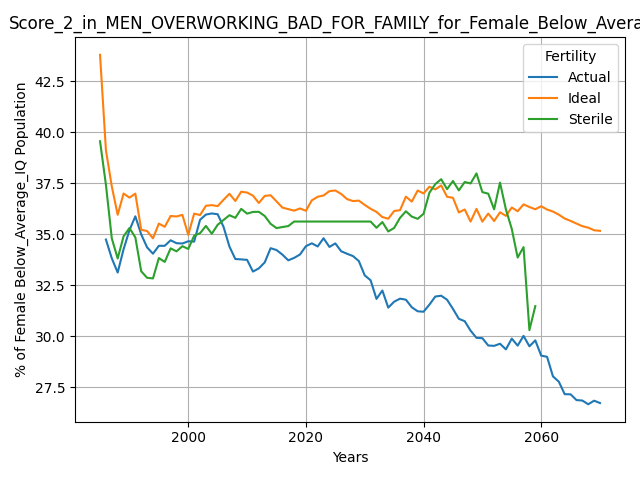 Score_2_in_MEN_OVERWORKING_BAD_FOR_FAMILY_for_Female_Below_Avera
Fertility
Actual
Ideal
Sterile
% of Female Below_Average_IQ Population
42.5
40.0
37.5
35.0
32.5
30.0
27.5
2000
2020
2040
2060
Years